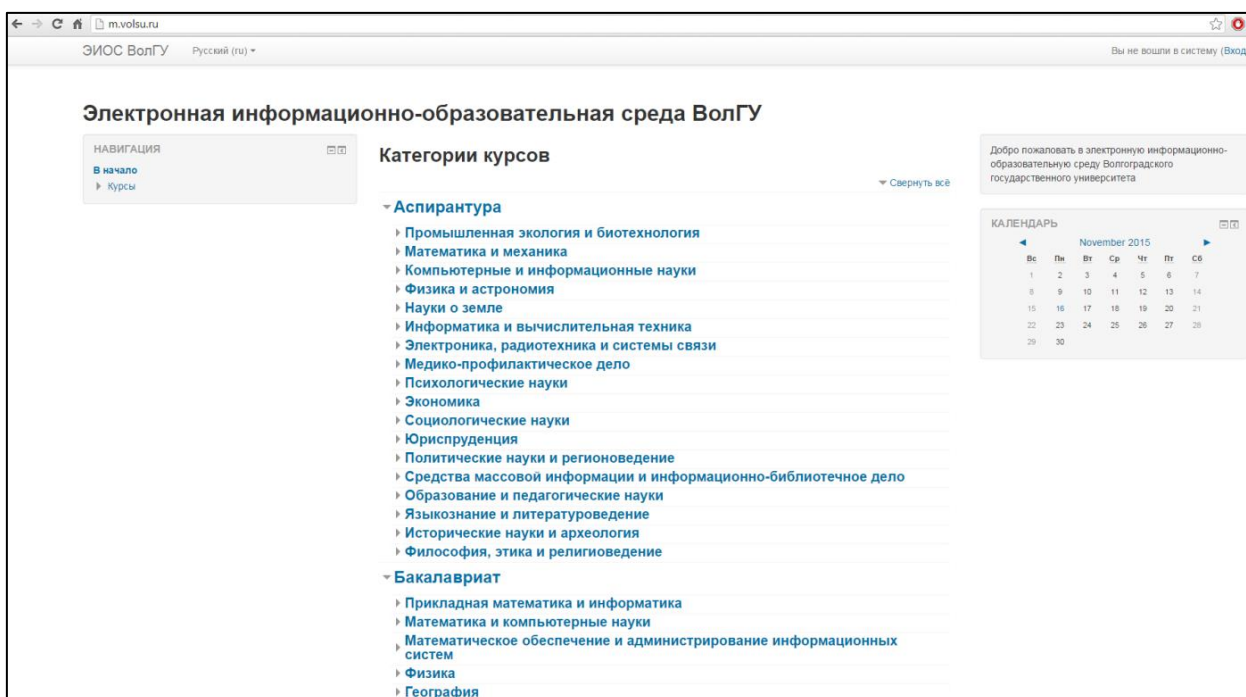 m.volsu.ru
ЭИОС ВолГУ Русский (ru)
Вы не вошли в систему (Вход
Электронная информационно-образовательная среда ВолГУ
НАВИГАЦИЯ
В начало
Курсы
Категории курсов
Свернуть всё
Аспирантура
Промышленная экология и биотехнология
Математика и механика
Компьютерные и информационные науки
Физика и астрономия
Науки о земле
Информатика и вычислительная техника
Электроника, радиотехника и системы связи
Медико-профилактическое дело
Психологические науки
Экономика
Социологические науки
Юриспруденция
Политические науки и регионоведение
Средства массовой информации и информационно-библиотечное дело
Образование и педагогические науки
Языкознание и литературоведение
Исторические науки и археология
Философия, этика и религиоведение
Бакалавриат
Прикладная математика и информатика
Математика и компьютерные науки
Математическое обеспечение и администрирование информационных
систем
Физика
География
Добро пожаловать в электронную информационно-
образовательную среду Волгоградского
государственного университета
КАЛЕНДАРЬ
November 2015
Вс Пн Вт Ср Чт Пт Сб
1 2 3 4 5 6 7
8 9 10 11 12 13 14
15 16 17 18 19 20 21
22 23 24 25 26 27 28
29 30